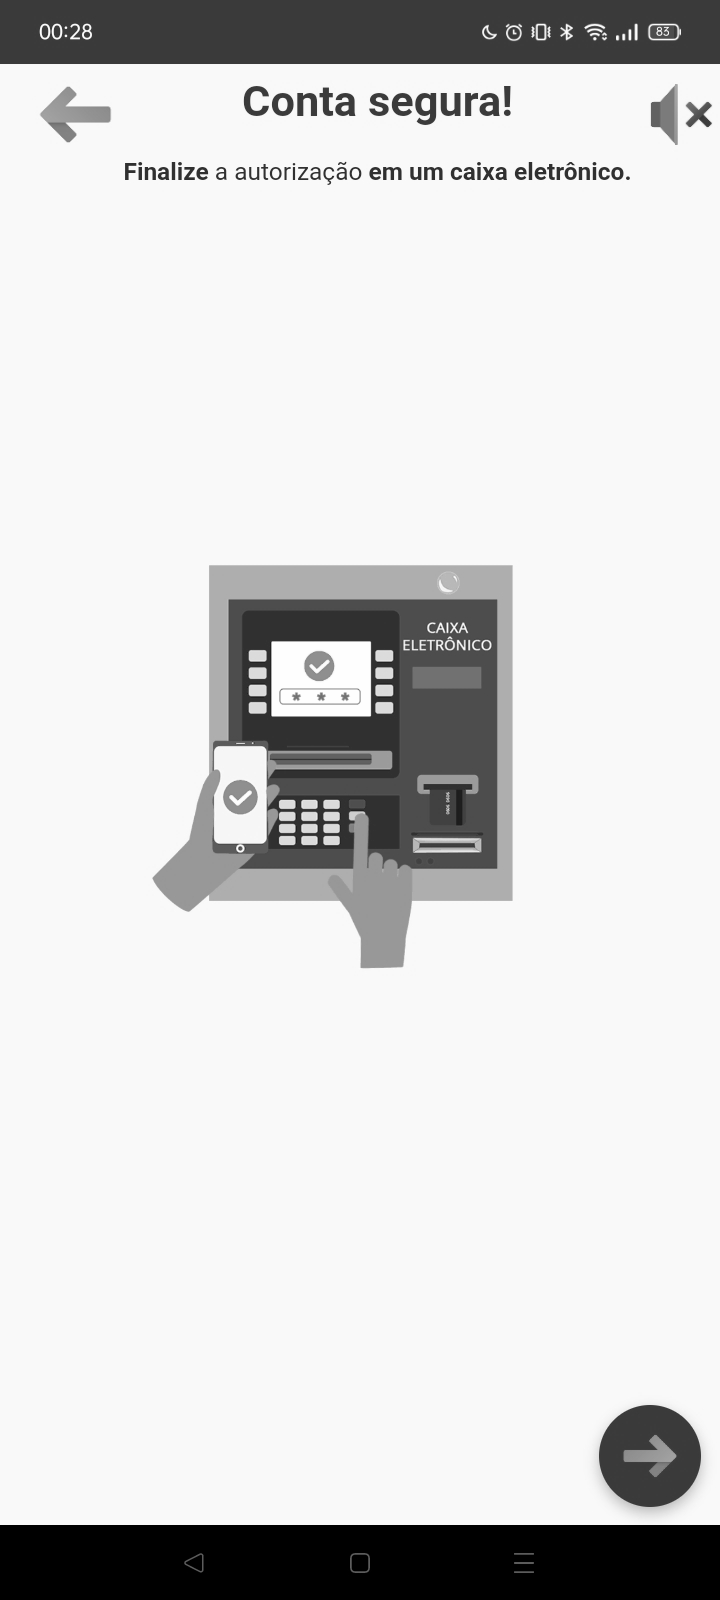 00:28
83
Conta segura!
Finalize a autorização em um caixa eletrônico.
CAIXA
ELETRÔNICO
* * *